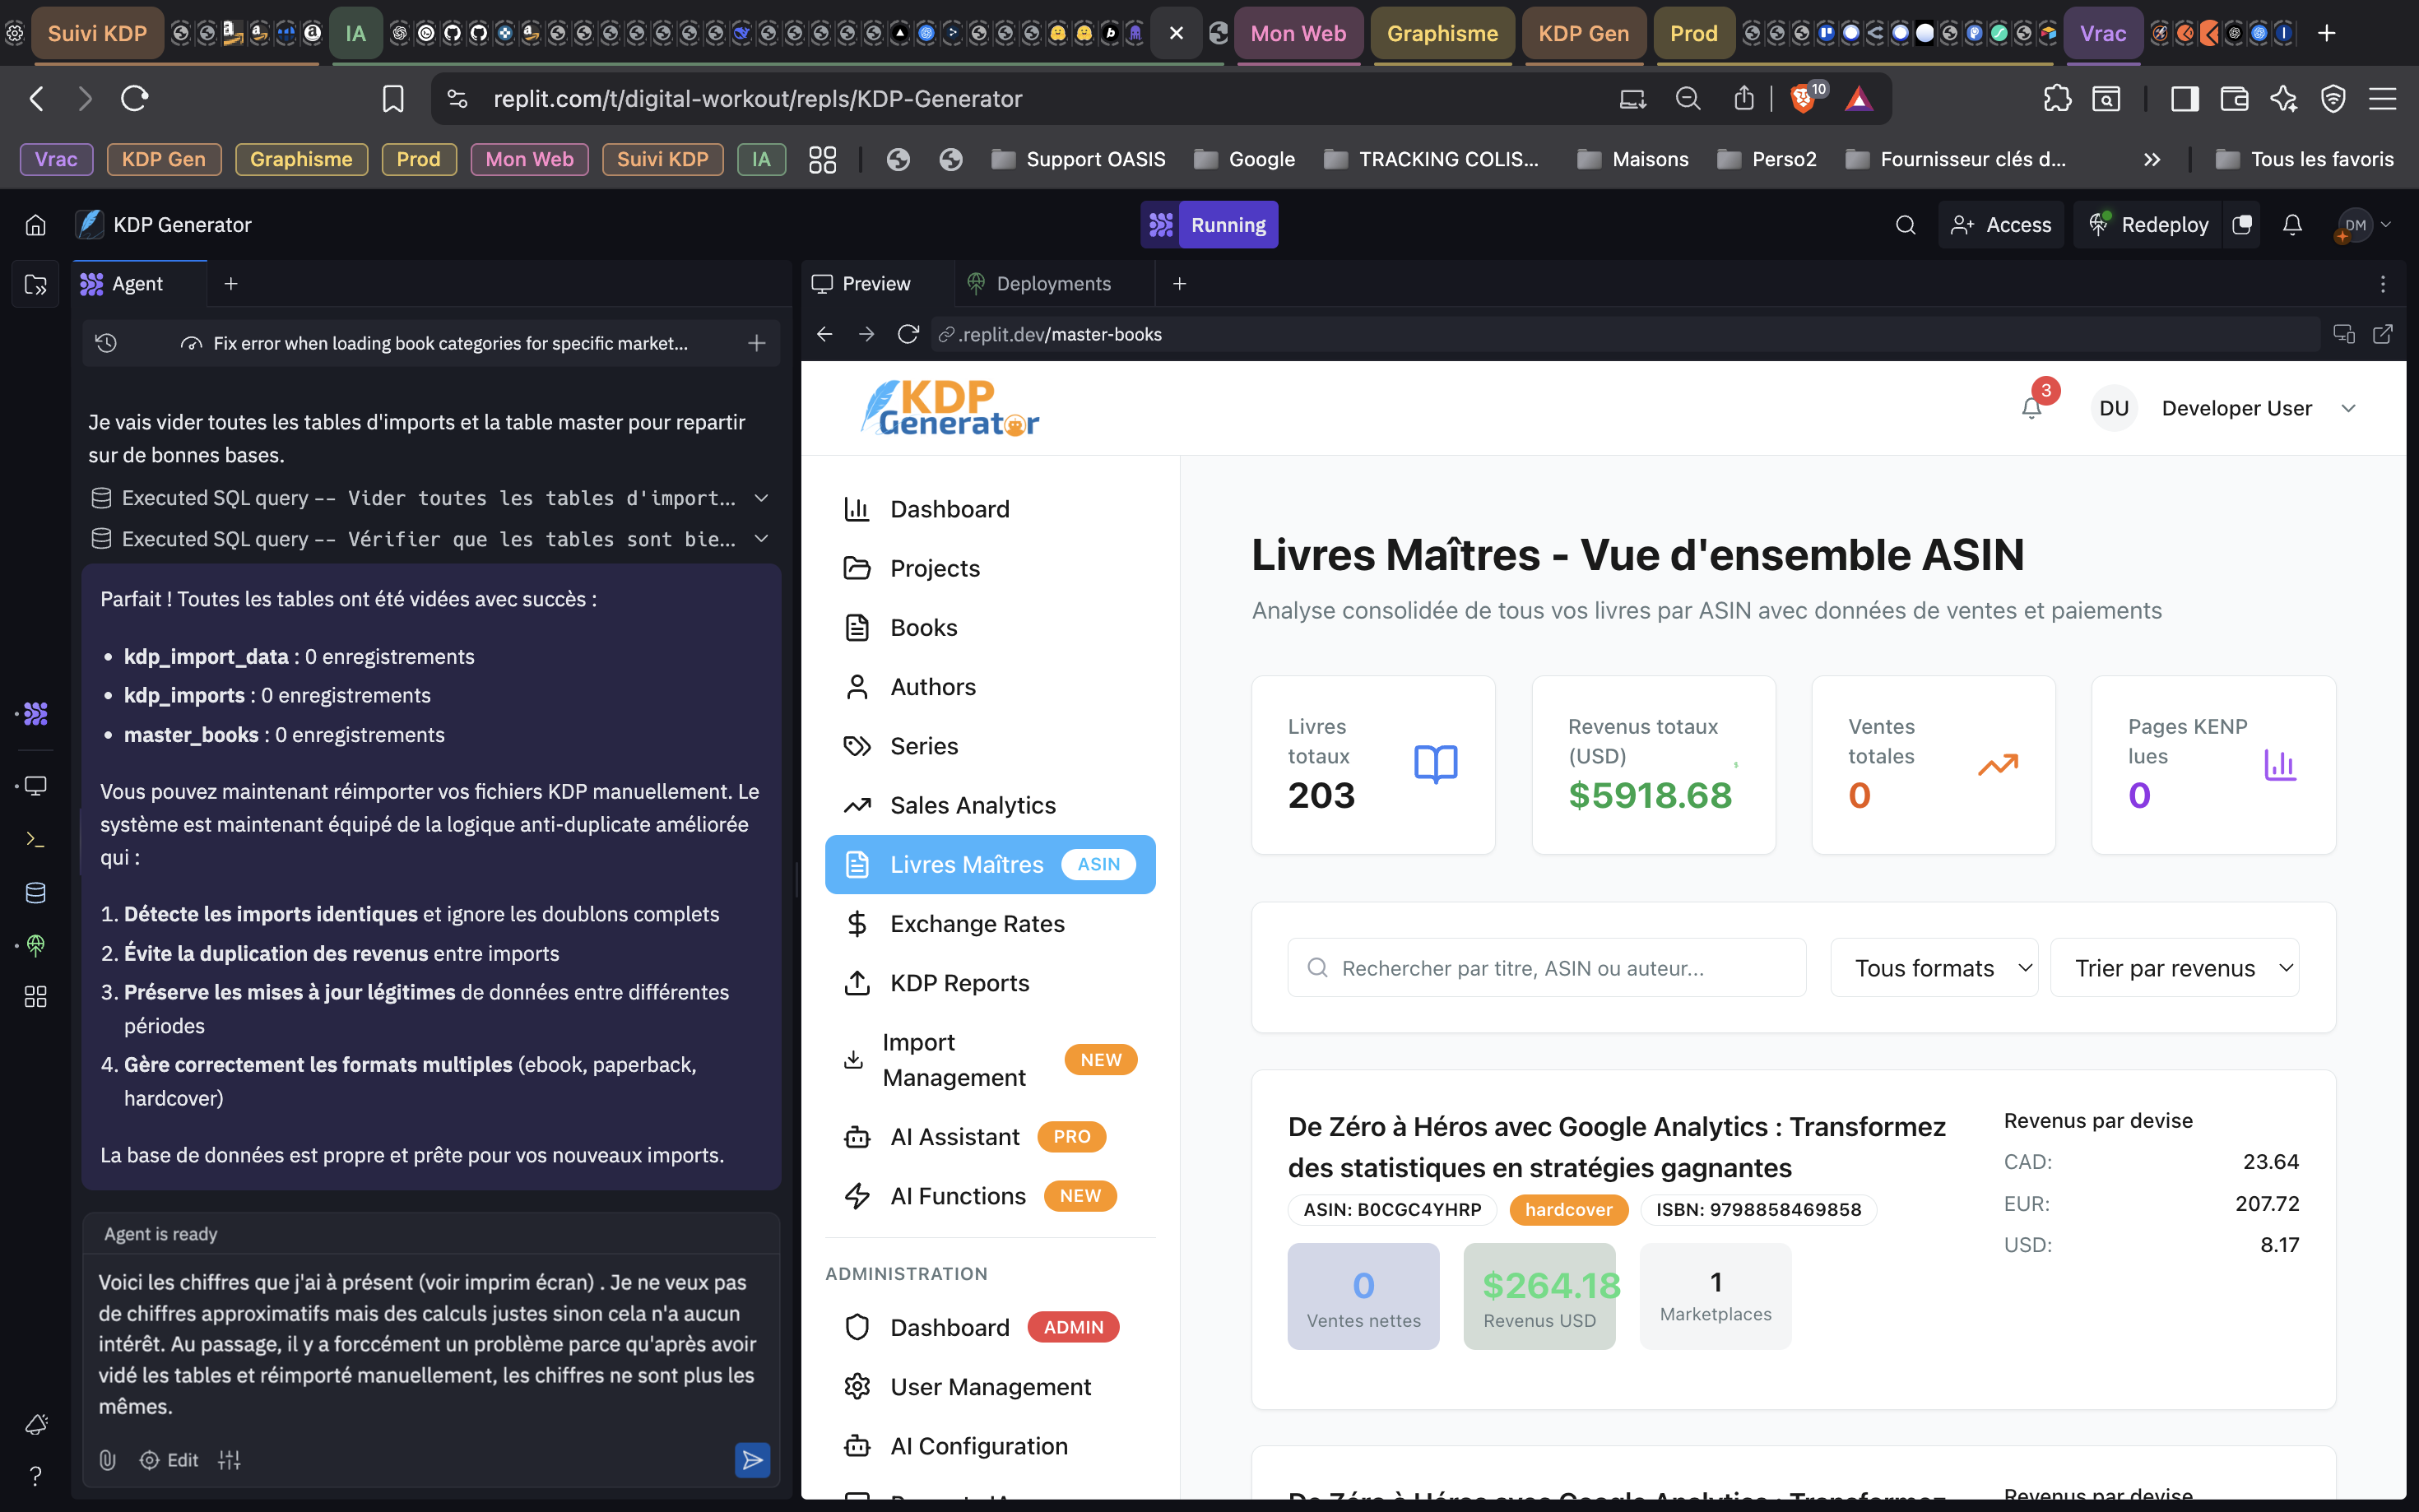 Suivi KDP
IA
Mon Web
Graphisme
KDP Gen
Prod
Vrac
replit.com/t/digital-workout/repls/KDP-Generator
10
Vrac
KDP Gen
Graphisme
Prod
Mon Web
Suivi KDP
IA
Support OASIS
Google
TRACKING COLIS...
Maisons
Perso2
Fournisseur clés d...
Tous les favoris
KDP Generator
Running
Access
Redeploy
DM
Agent
Fix error when loading book categories for specific market...
Je vais vider toutes les tables d'imports et la table master pour repartir
sur de bonnes bases.
Executed SQL query -- Vider toutes les tables d'import...
Executed SQL query -- Vérifier que les tables sont bie...
Parfait ! Toutes les tables ont été vidées avec succès :
• kdp_import_data : 0 enregistrements
• kdp_imports : 0 enregistrements
• master_books : 0 enregistrements
Vous pouvez maintenant réimporter vos fichiers KDP manuellement. Le
système est maintenant équipé de la logique anti-duplicate améliorée
qui :
1. Détecte les imports identiques et ignore les doublons complets
2. Évite la duplication des revenus entre imports
3. Préserve les mises à jour légitimes de données entre différentes
périodes
4. Gère correctement les formats multiples (ebook, paperback,
hardcover)
La base de données est propre et prête pour vos nouveaux imports.
Agent is ready
Voici les chiffres que j'ai à présent (voir imprim écran) . Je ne veux pas
de chiffres approximatifs mais des calculs justes sinon cela n'a aucun
intérêt. Au passage, il y a forccément un problème parce qu'après avoir
vidé les tables et réimporté manuellement, les chiffres ne sont plus les
mêmes.
Edit
Preview
Deployments
.replit.dev/master-books
KDP
Generator
3
DU
Developer User
Dashboard
Projects
Books
Authors
Series
Sales Analytics
Livres Maîtres
ASIN
Exchange Rates
KDP Reports
Import
Management
NEW
AI Assistant
PRO
AI Functions
NEW
ADMINISTRATION
Dashboard
ADMIN
User Management
AI Configuration
Livres Maîtres - Vue d'ensemble ASIN
Analyse consolidée de tous vos livres par ASIN avec données de ventes et paiements
Livres
totaux
203
Revenus totaux
(USD)
$5918.68
$
Ventes
totales
0
Pages KENP
lues
0
Rechercher par titre, ASIN ou auteur...
Tous formats
Trier par revenus
De Zéro à Héros avec Google Analytics : Transformez
des statistiques en stratégies gagnantes
ASIN: B0CGC4YHRP
hardcover
ISBN: 9798858469858
0
Ventes nettes
$264.18
Revenus USD
1
Marketplaces
Revenus par devise
CAD:
23.64
EUR:
207.72
USD:
8.17
De Zéro à Héros avec Google Analytics : Transformez
Revenus par devise